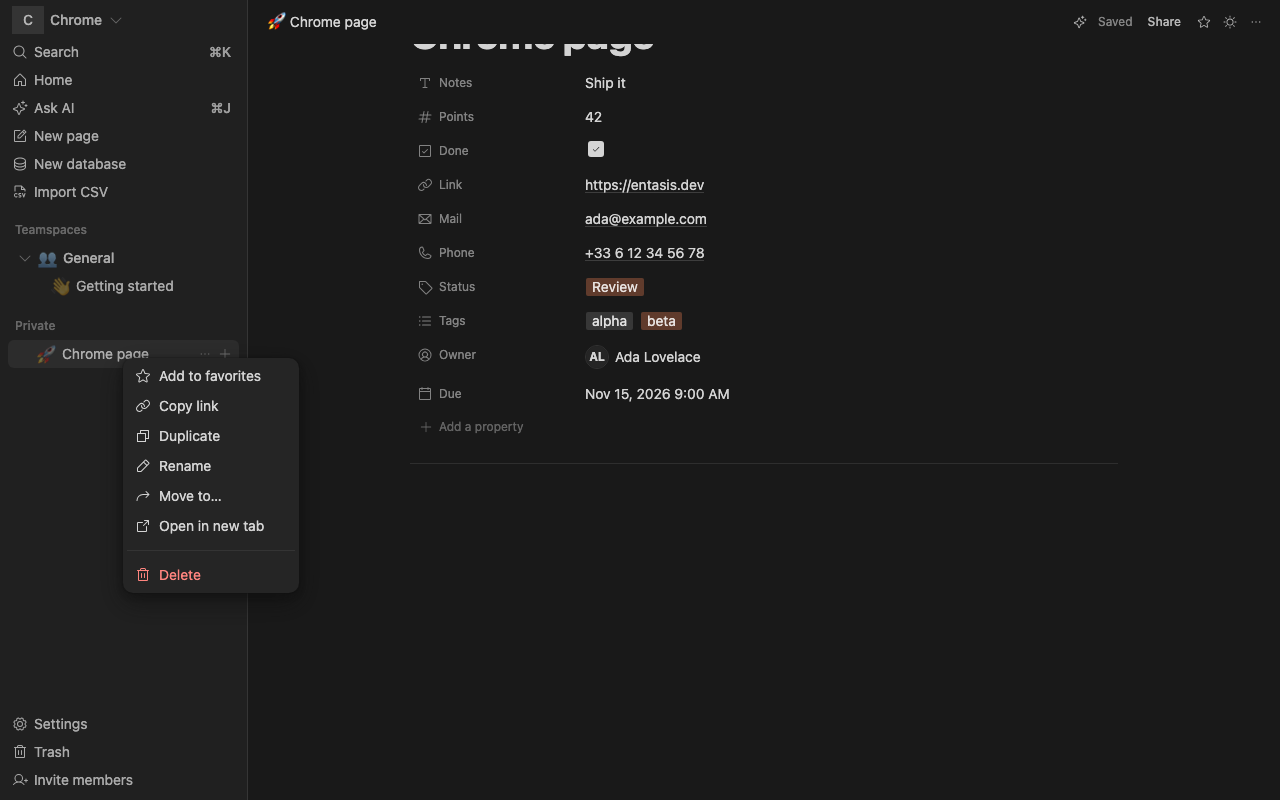 C Chrome
Search ⌘K
Home
Ask AI ⌘J
New page
New database
Import CSV
Teamspaces
General
Getting started
Private
Chrome page
Add to favorites
Copy link
Duplicate
Rename
Move to...
Open in new tab
Delete
Settings
Trash
Invite members
Chrome page
Saved Share
Chrome page
Notes Ship it
Points 42
Done
Link https://entasis.dev
Mail ada@example.com
Phone +33 6 12 34 56 78
Status Review
Tags alpha beta
Owner AL Ada Lovelace
Due Nov 15, 2026 9:00 AM
Add a property